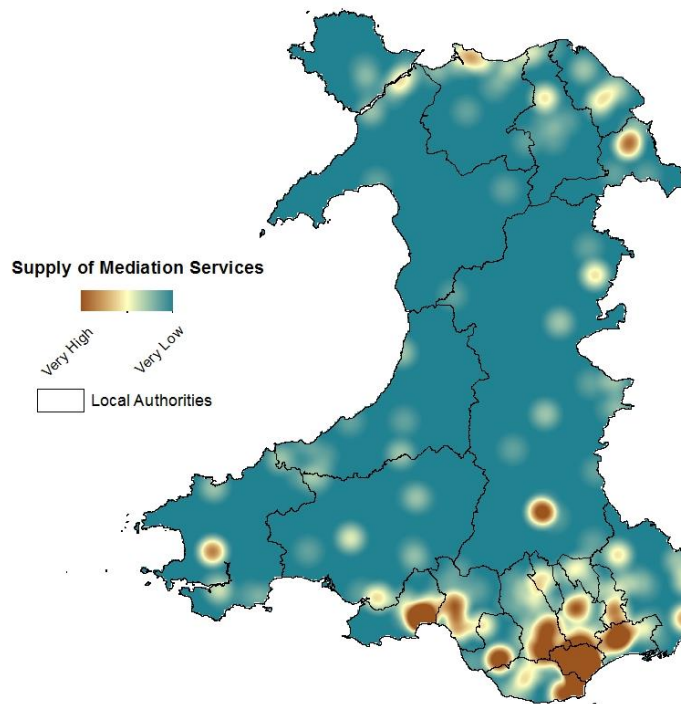 Supply of Mediation Services
Very High
Very Low
Local Authorities